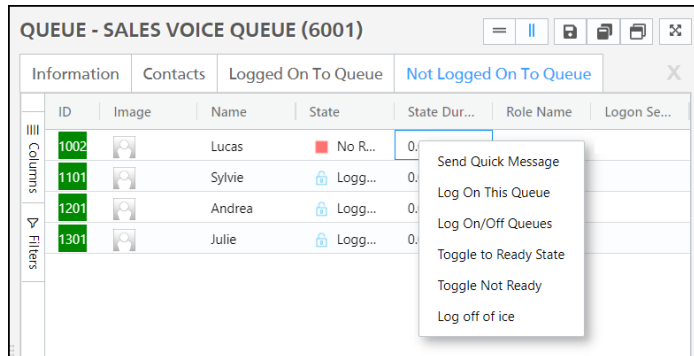 QUEUE - SALES VOICE QUEUE (6001)
Information Contacts Logged On To Queue Not Logged On To Queue X
ID Image Name State State Dur... Role Name Logon Se...
Columns
Filters
1002 Lucas No R... 0.
1101 Sylvie Logg... 0.
1201 Andrea Logg... 0.
1301 Julie Logg... 0.
Send Quick Message
Log On This Queue
Log On/Off Queues
Toggle to Ready State
Toggle Not Ready
Log off of ice